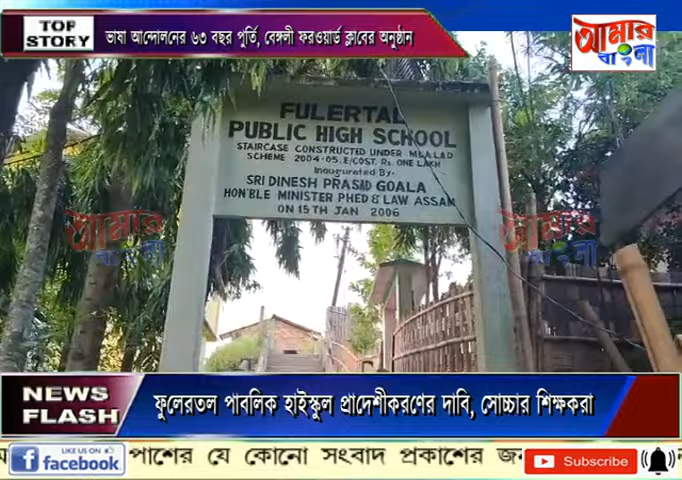 TOP STORY
ভাষা আন্দোলনের ৬৩ বছর পুর্তি, বেঙ্গলী ফরওয়ার্ড ক্লাবের অনুষ্ঠান
আমার বাংলা
FULERTAL
PUBLIC HIGH SCHOOL
STAIRCASE CONSTRUCTED UNDER MLA LAD
SCHEME 2004-05. E/COST. Rs. ONE LAKH
Inaugurated By-
SRI DINESH PRASAD GOALA
HON'BLE MINISTER PHED & LAW ASSAM
ON 15TH JAN 2006
আমার বাংলা
আমার বাংলা
NEWS FLASH
ফুলেরতল পাবলিক হাইস্কুল প্রাদেশীকরণের দাবি, সোচ্চার শিক্ষকরা
LIKE US ON
facebook
পাশের যে কোনো সংবাদ প্রকাশের
Subscribe